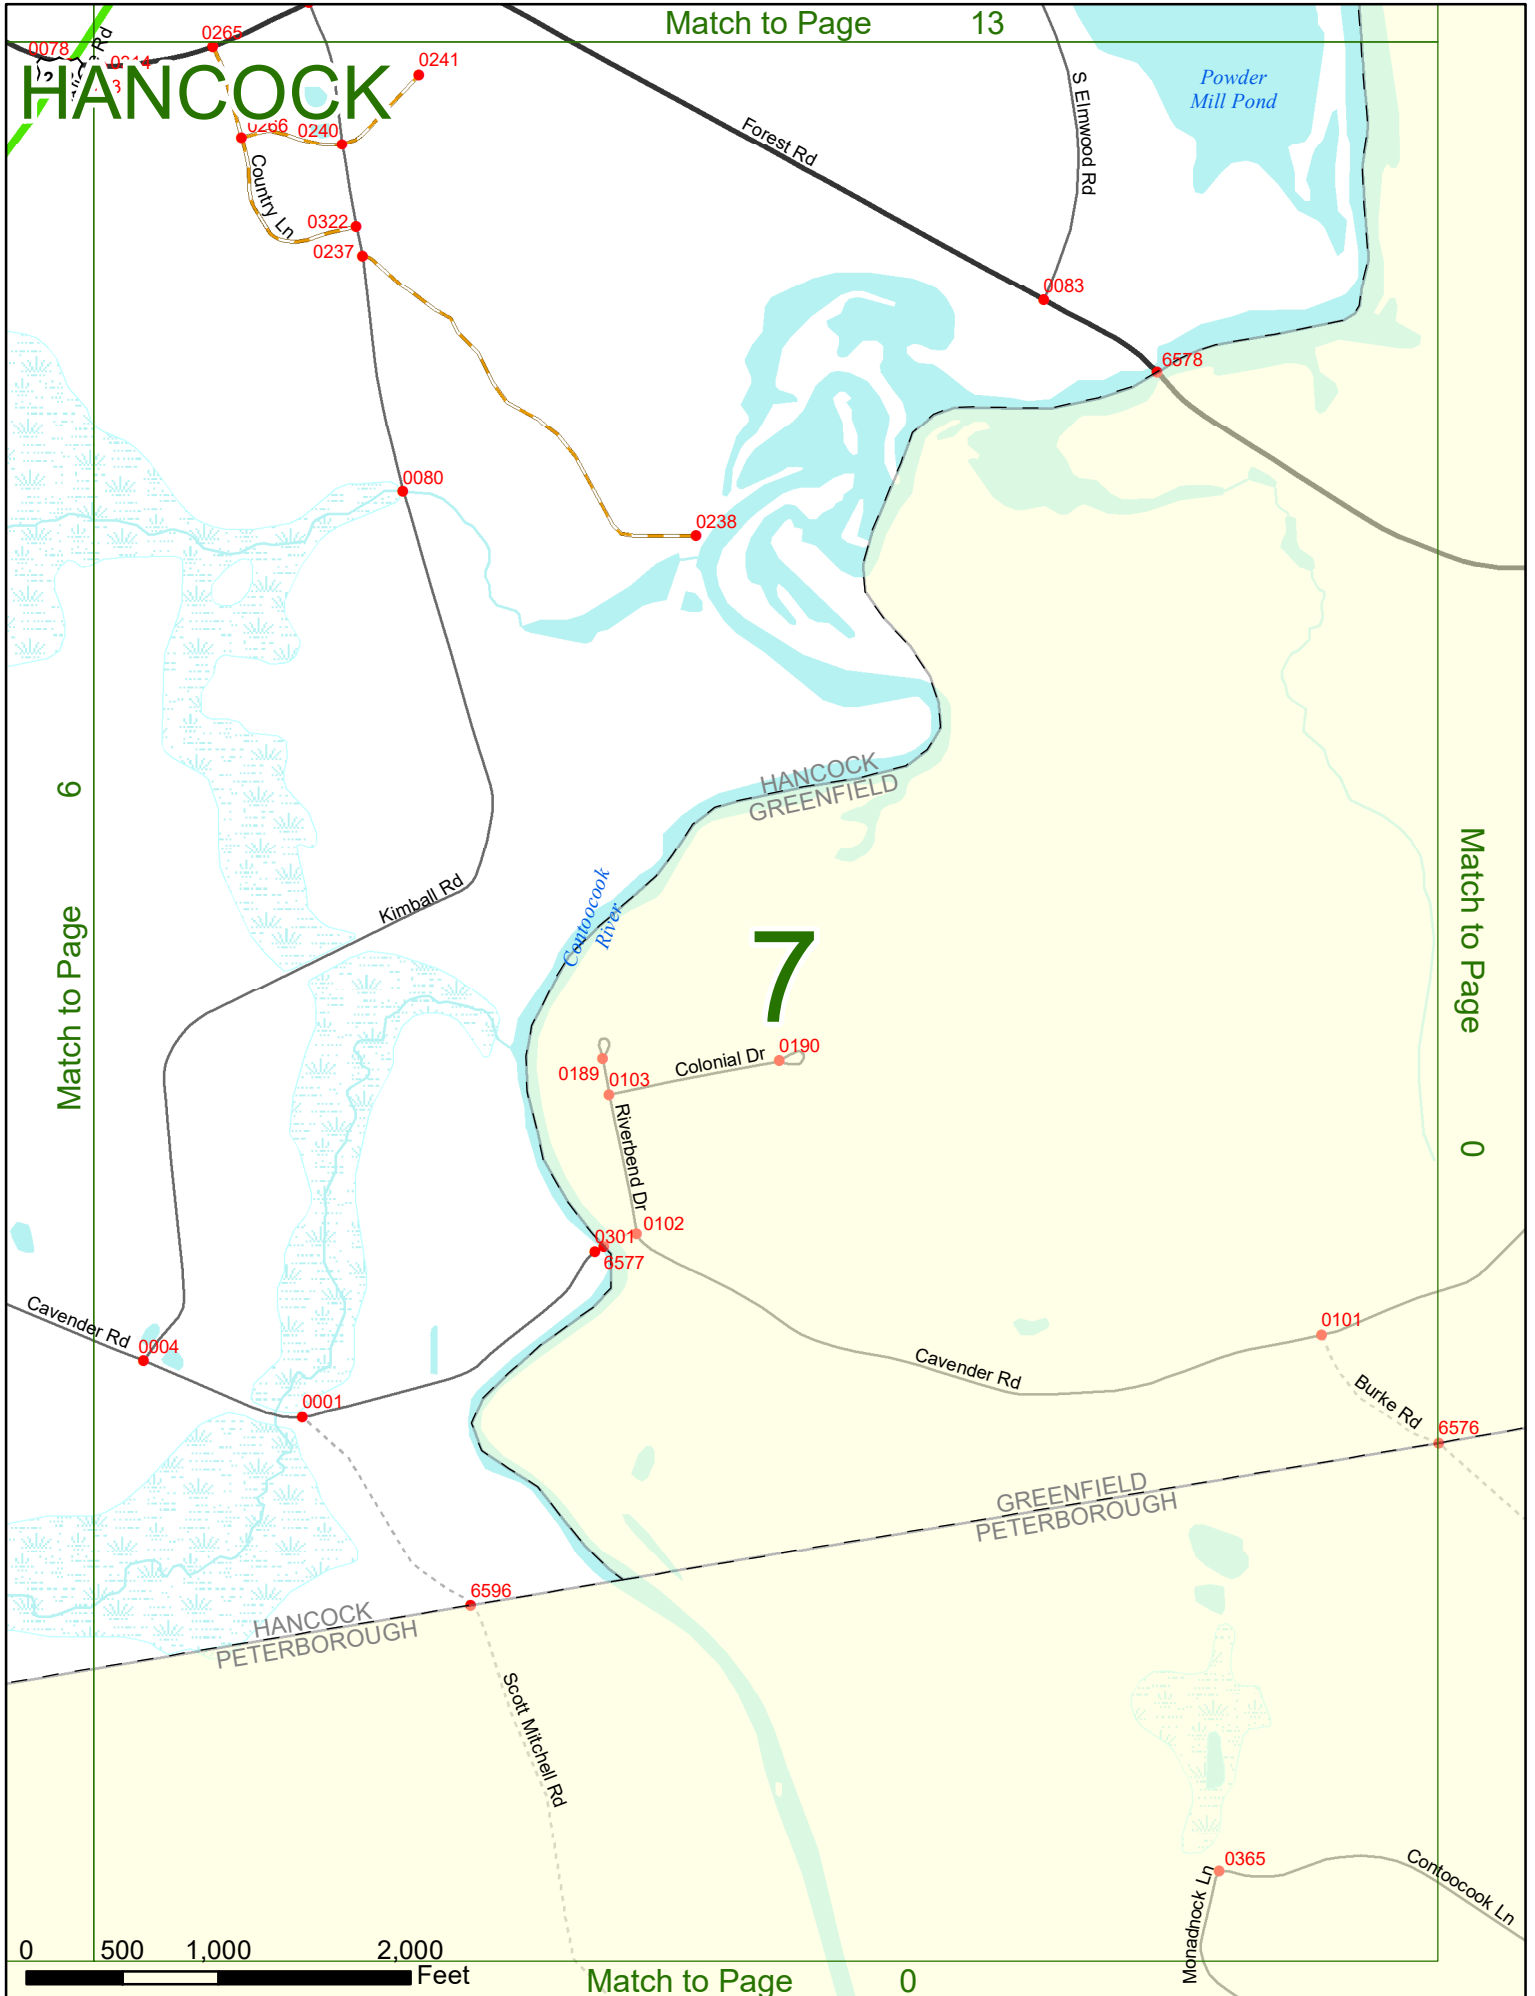 Match to Page 13
0265
0078
0241
HANCOCK
Powder
Mill Pond
0266
0240
Forest Rd
S Elmwood Rd
Country Ln
0322
0237
0083
6578
0080
0238
HANCOCK
GREENFIELD
Match to Page 6
Match to Page 0
Kimball Rd
Contoocook
River
7
0190
Colonial Dr
0189
0103
Riverbend Dr
0102
0301
6577
Cavender Rd
0004
0101
Cavender Rd
Burke Rd
0001
6576
GREENFIELD
PETERBOROUGH
6596
HANCOCK
PETERBOROUGH
Scott Mitchell Rd
0365
Monadnock Ln
Contoocook Ln
0 500 1,000 2,000
Feet
Match to Page 0